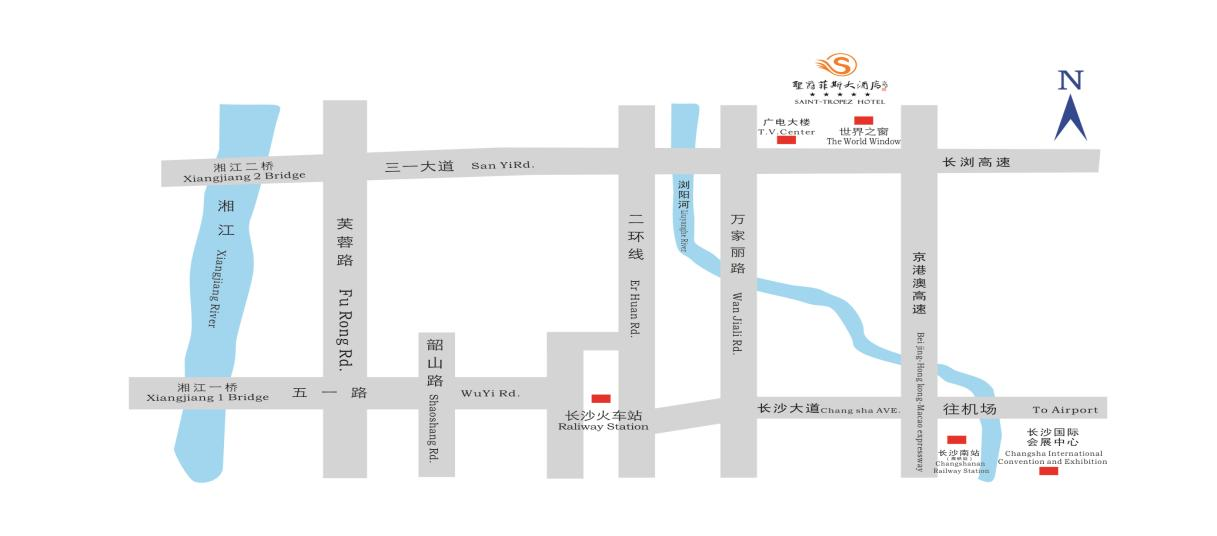 S
聖爵菲斯大酒店
★ ★ ★ ★ ★
SAINT-TROPEZ HOTEL
N
广电大楼
T.V.Center
世界之窗
The World Window
湘江二桥
Xiangjiang 2 Bridge
三一大道 San YiRd.
长浏高速
湘江
Xiangjiang River
芙蓉路
Fu Rong Rd.
二环线
Er Huan Rd.
浏阳河
Liuyanghe River
万家丽路
Wan Jiali Rd.
京港澳高速
Bei jing-Hong kong-Macao expressway
韶山路
Shaoshang Rd.
湘江一桥
Xiangjiang 1 Bridge
五一路 WuYi Rd.
长沙火车站
Raliway Station
长沙大道 Chang sha AVE.
往机场 To Airport
长沙南站
Changshanan
Railway Station
长沙国际
会展中心
Changsha International
Convention and Exhibition